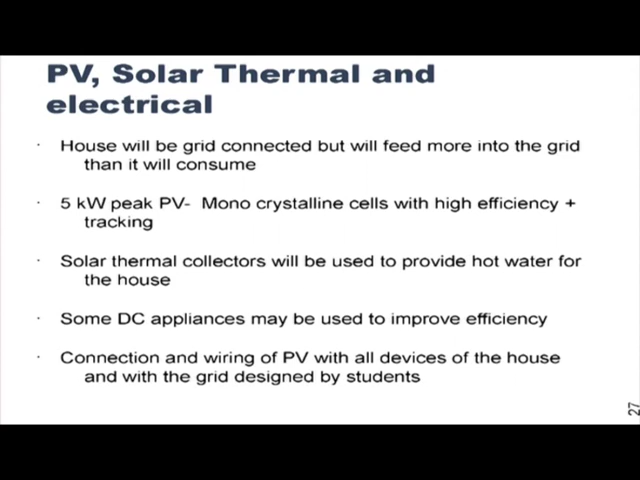 PV, Solar Thermal and
electrical
· House will be grid connected but will feed more into the grid
than it will consume
· 5 kW peak PV- Mono crystalline cells with high efficiency +
tracking
· Solar thermal collectors will be used to provide hot water for
the house
· Some DC appliances may be used to improve efficiency
· Connection and wiring of PV with all devices of the house
and with the grid designed by students
27